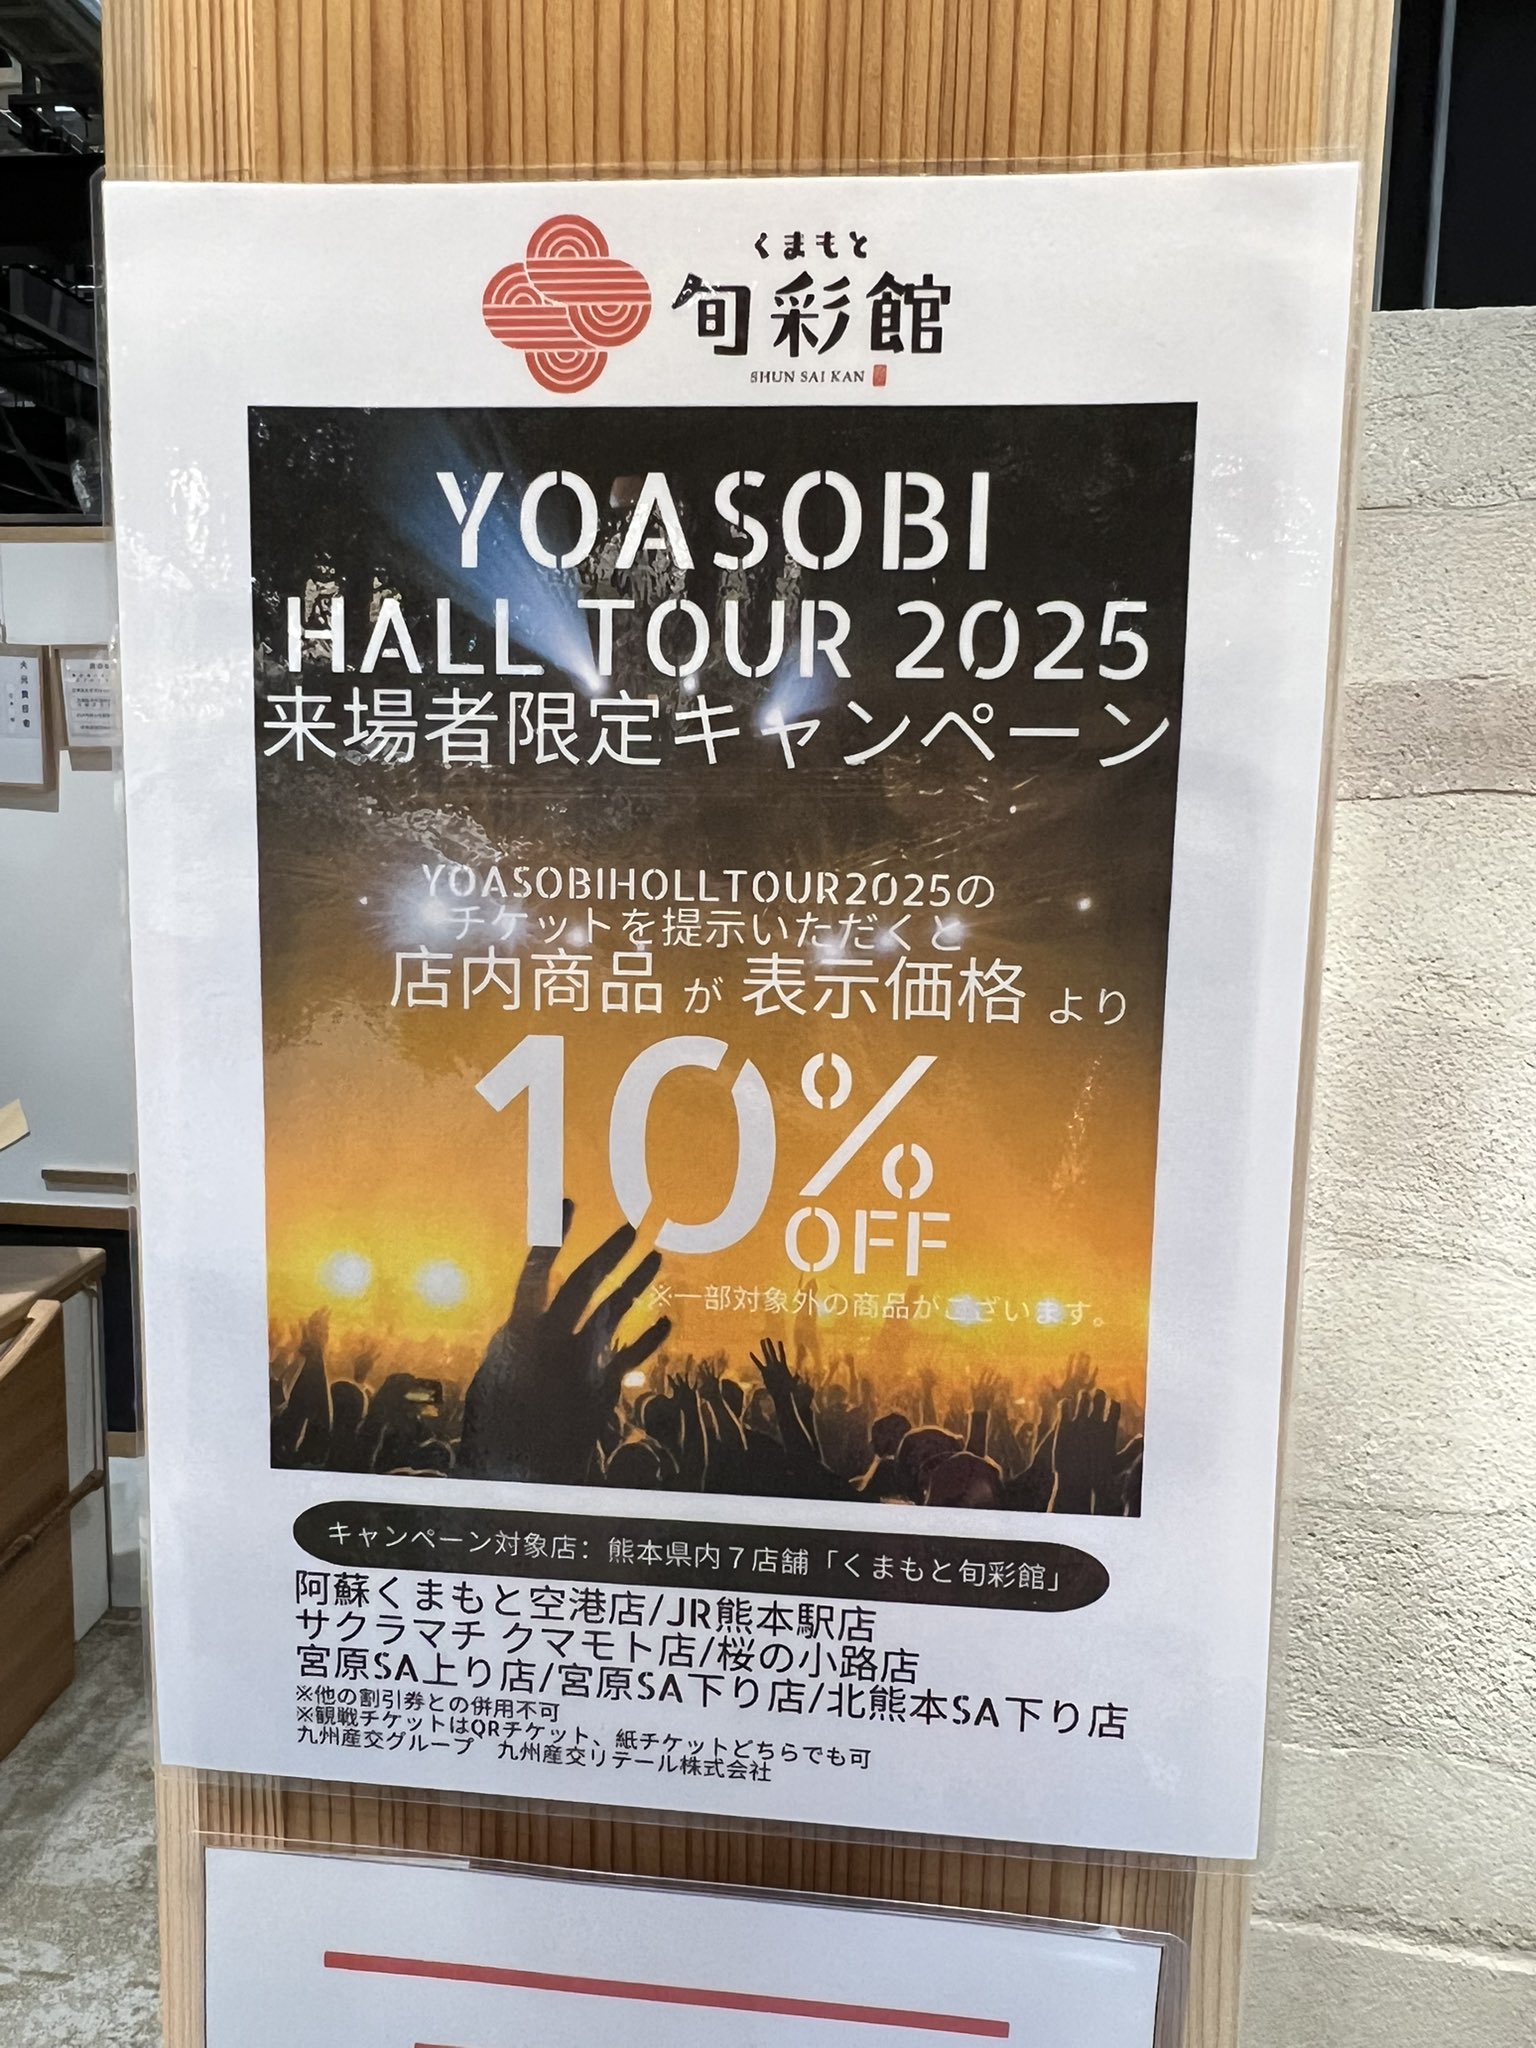 くまもと
旬彩館
SHUN SAI KAN
YOASOBI
HALL TOUR 2025
来場者限定キャンペーン
YOASOBIHOLLTOUR2025の
チケットを提示いただくと
店内商品 が 表示価格 より
10%
OFF
※一部対象外の商品がございます。
キャンペーン対象店：熊本県内７店舗「くまもと旬彩館」
阿蘇くまもと空港店/JR熊本駅店
サクラマチ クマモト店/桜の小路店
宮原SA上り店/宮原SA下り店/北熊本SA下り店
※他の割引券との併用不可
※観戦チケットはQRチケット、紙チケットどちらでも可
九州産交グループ　九州産交リテール株式会社